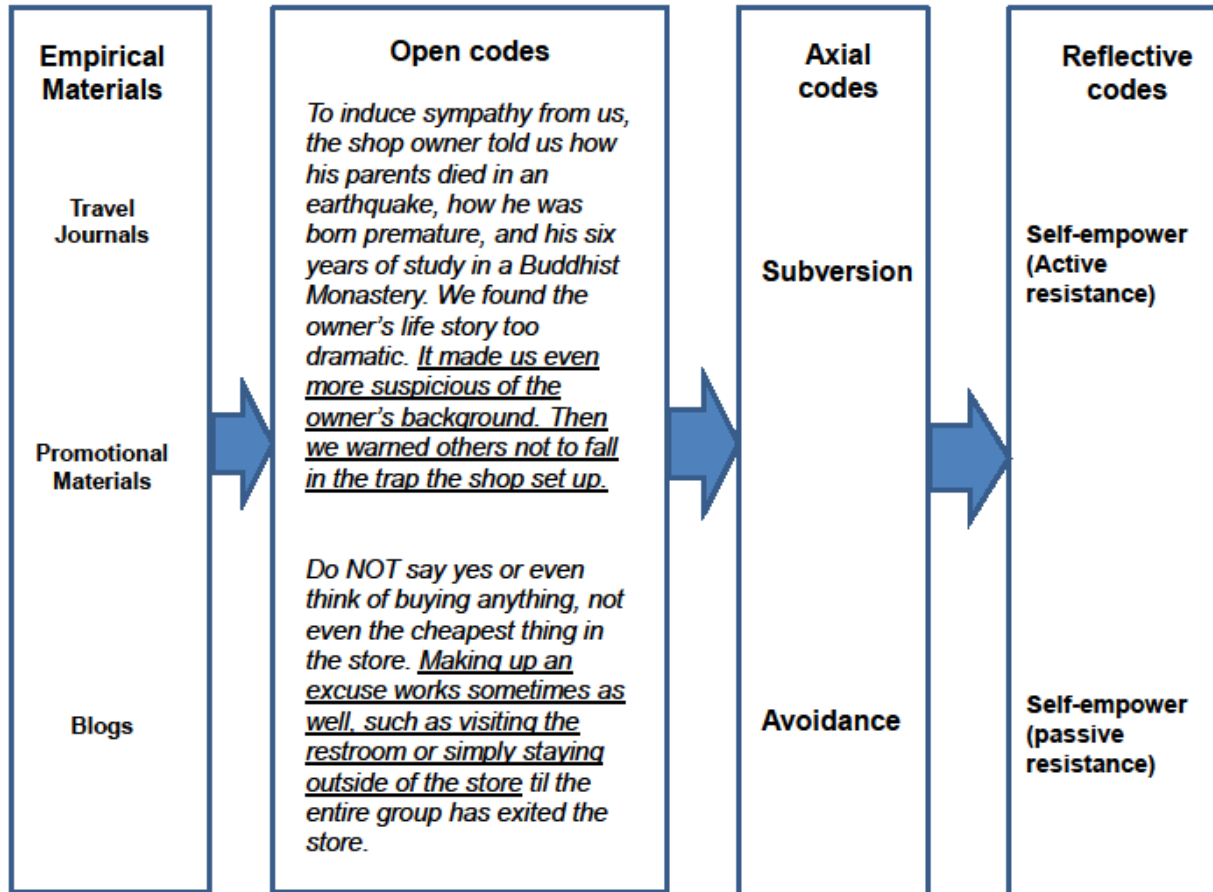 Empirical
Materials
Travel
Journals
Promotional
Materials
Blogs
Open codes
To induce sympathy from us,
the shop owner told us how
his parents died in an
earthquake, how he was
born premature, and his six
years of study in a Buddhist
Monastery. We found the
owner’s life story too
dramatic. It made us even
more suspicious of the
owner’s background. Then
we warned others not to fall
in the trap the shop set up.
Do NOT say yes or even
think of buying anything, not
even the cheapest thing in
the store. Making up an
excuse works sometimes as
well, such as visiting the
restroom or simply staying
outside of the store til the
entire group has exited the
store.
Axial
codes
Subversion
Avoidance
Reflective
codes
Self-empower
(Active
resistance)
Self-empower
(passive
resistance)